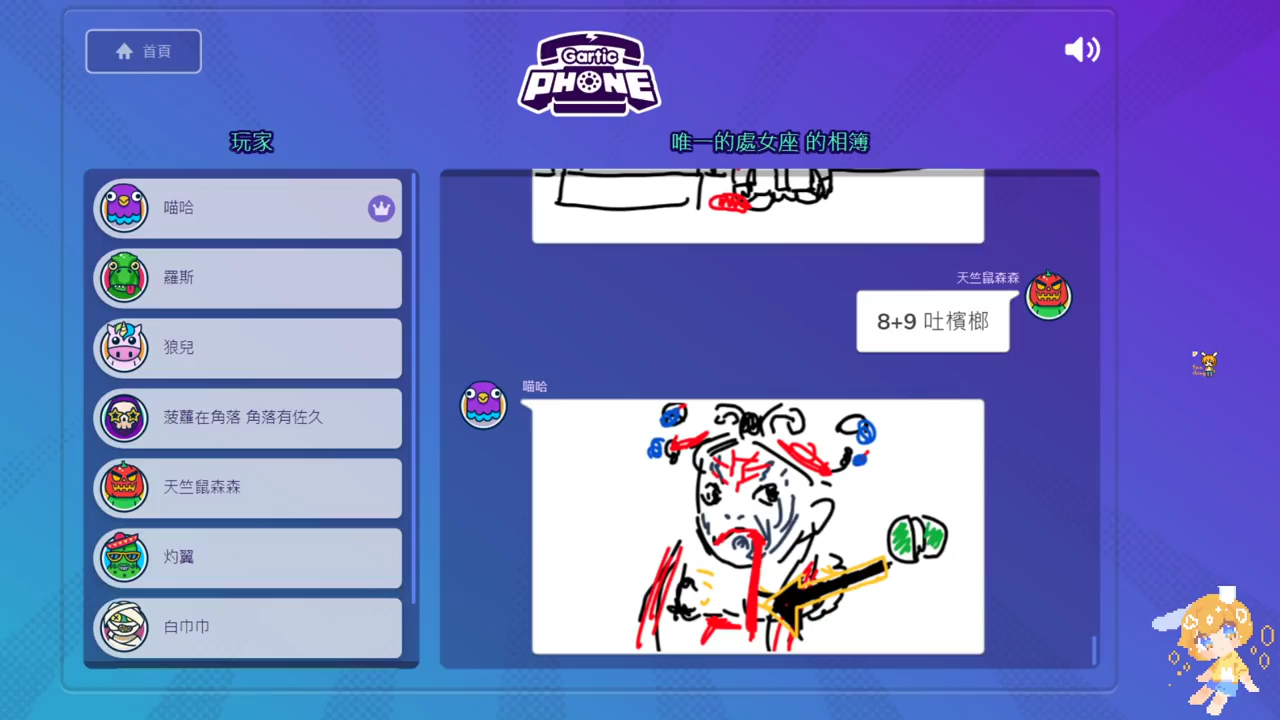 首頁
Gartic
PHONE
玩家
唯一的處女座 的相簿
喵哈
羅斯
狼兒
菠蘿在角落 角落有佐久
天竺鼠森森
灼翼
白巾巾
天竺鼠森森
8+9 吐檳榔
喵哈